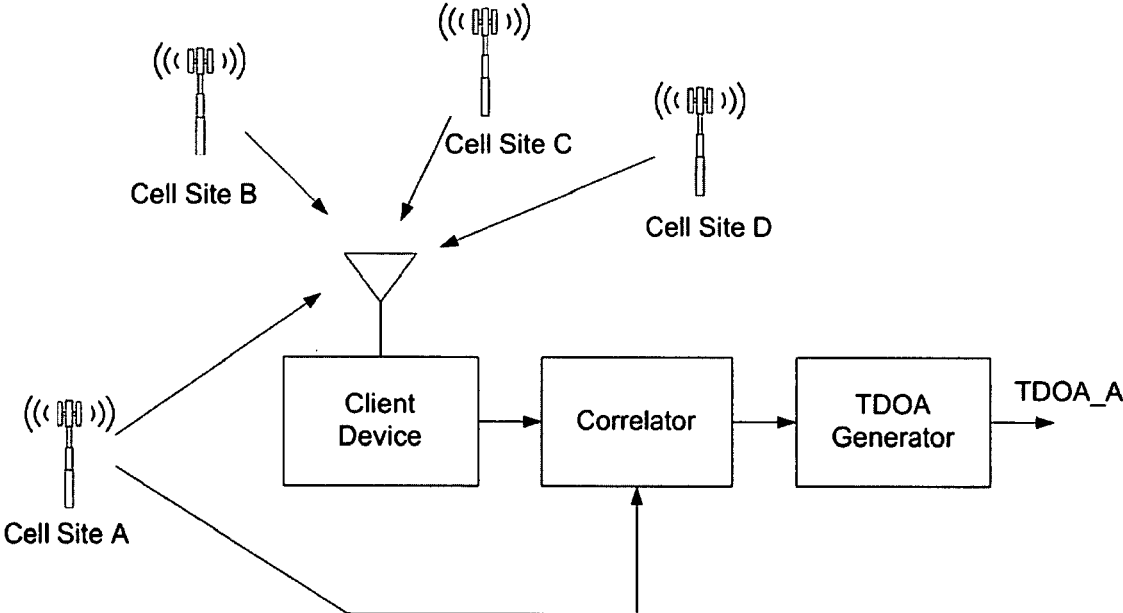 Cell Site C
Cell Site B
Cell Site D
Client
Device
Correlator
TDOA
Generator
TDOA_A
Cell Site A